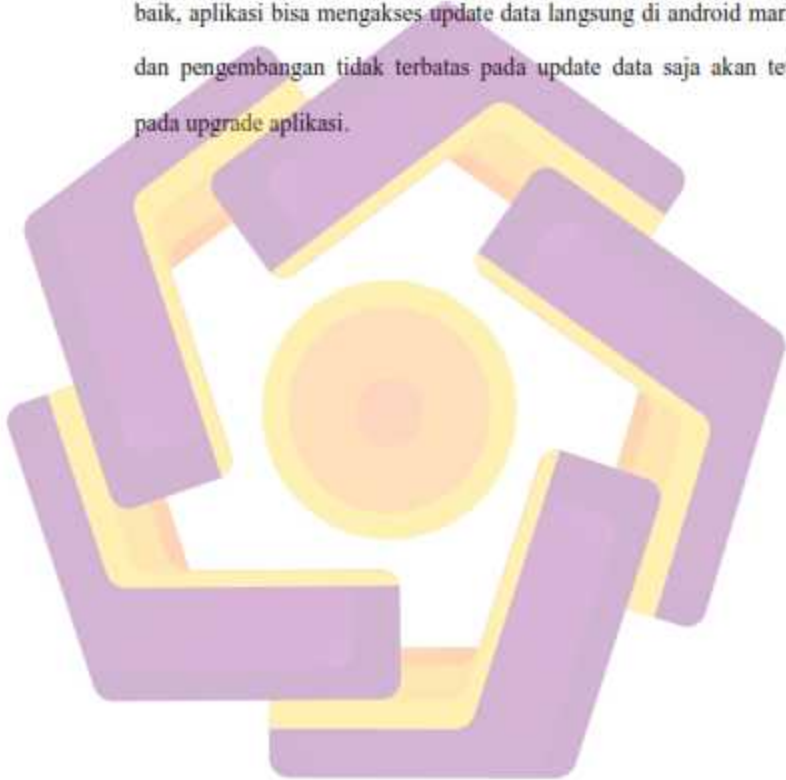 baik, aplikasi bisa mengakses update data langsung di android
dan pengembangan tidak terbatas pada update data saja akan
pada upgrade aplikasi.